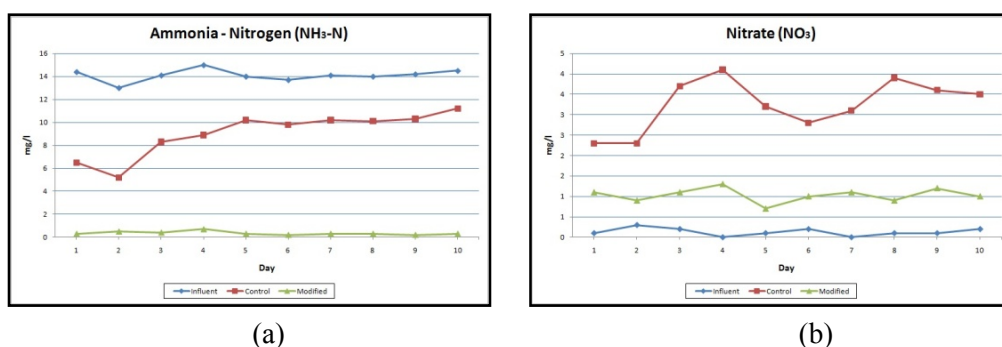 Ammonia - Nitrogen (NH₃-N)
16
14
12
10
8
6
4
2
0
mg/l
1 2 3 4 5 6 7 8 9 10
Day
Influent Control Modified
(a)
Nitrate (NO₃)
5
4
4
3
3
2
2
1
1
0
mg/l
1 2 3 4 5 6 7 8 9 10
Day
Influent Control Modified
(b)